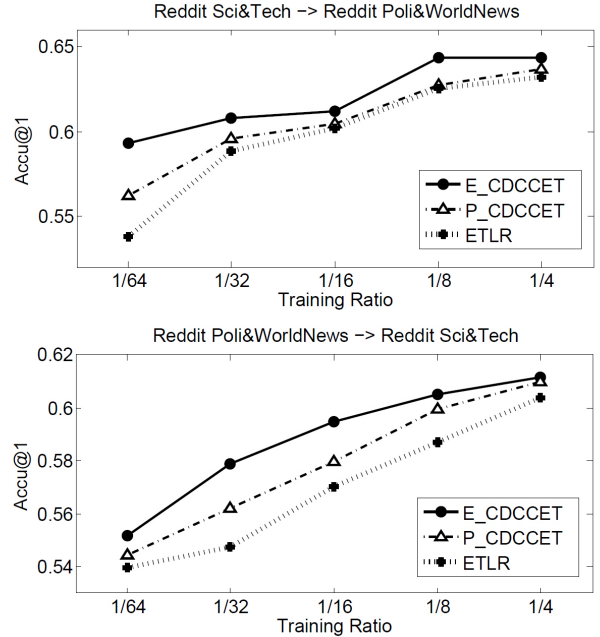 Reddit Sci&Tech −> Reddit Poli&WorldNews
0.65
0.6
0.55
Accu@1
E_CDCCET
P_CDCCET
ETLR
1/64 1/32 1/16 1/8 1/4
Training Ratio
Reddit Poli&WorldNews −> Reddit Sci&Tech
0.62
0.6
0.58
0.56
0.54
Accu@1
E_CDCCET
P_CDCCET
ETLR
1/64 1/32 1/16 1/8 1/4
Training Ratio